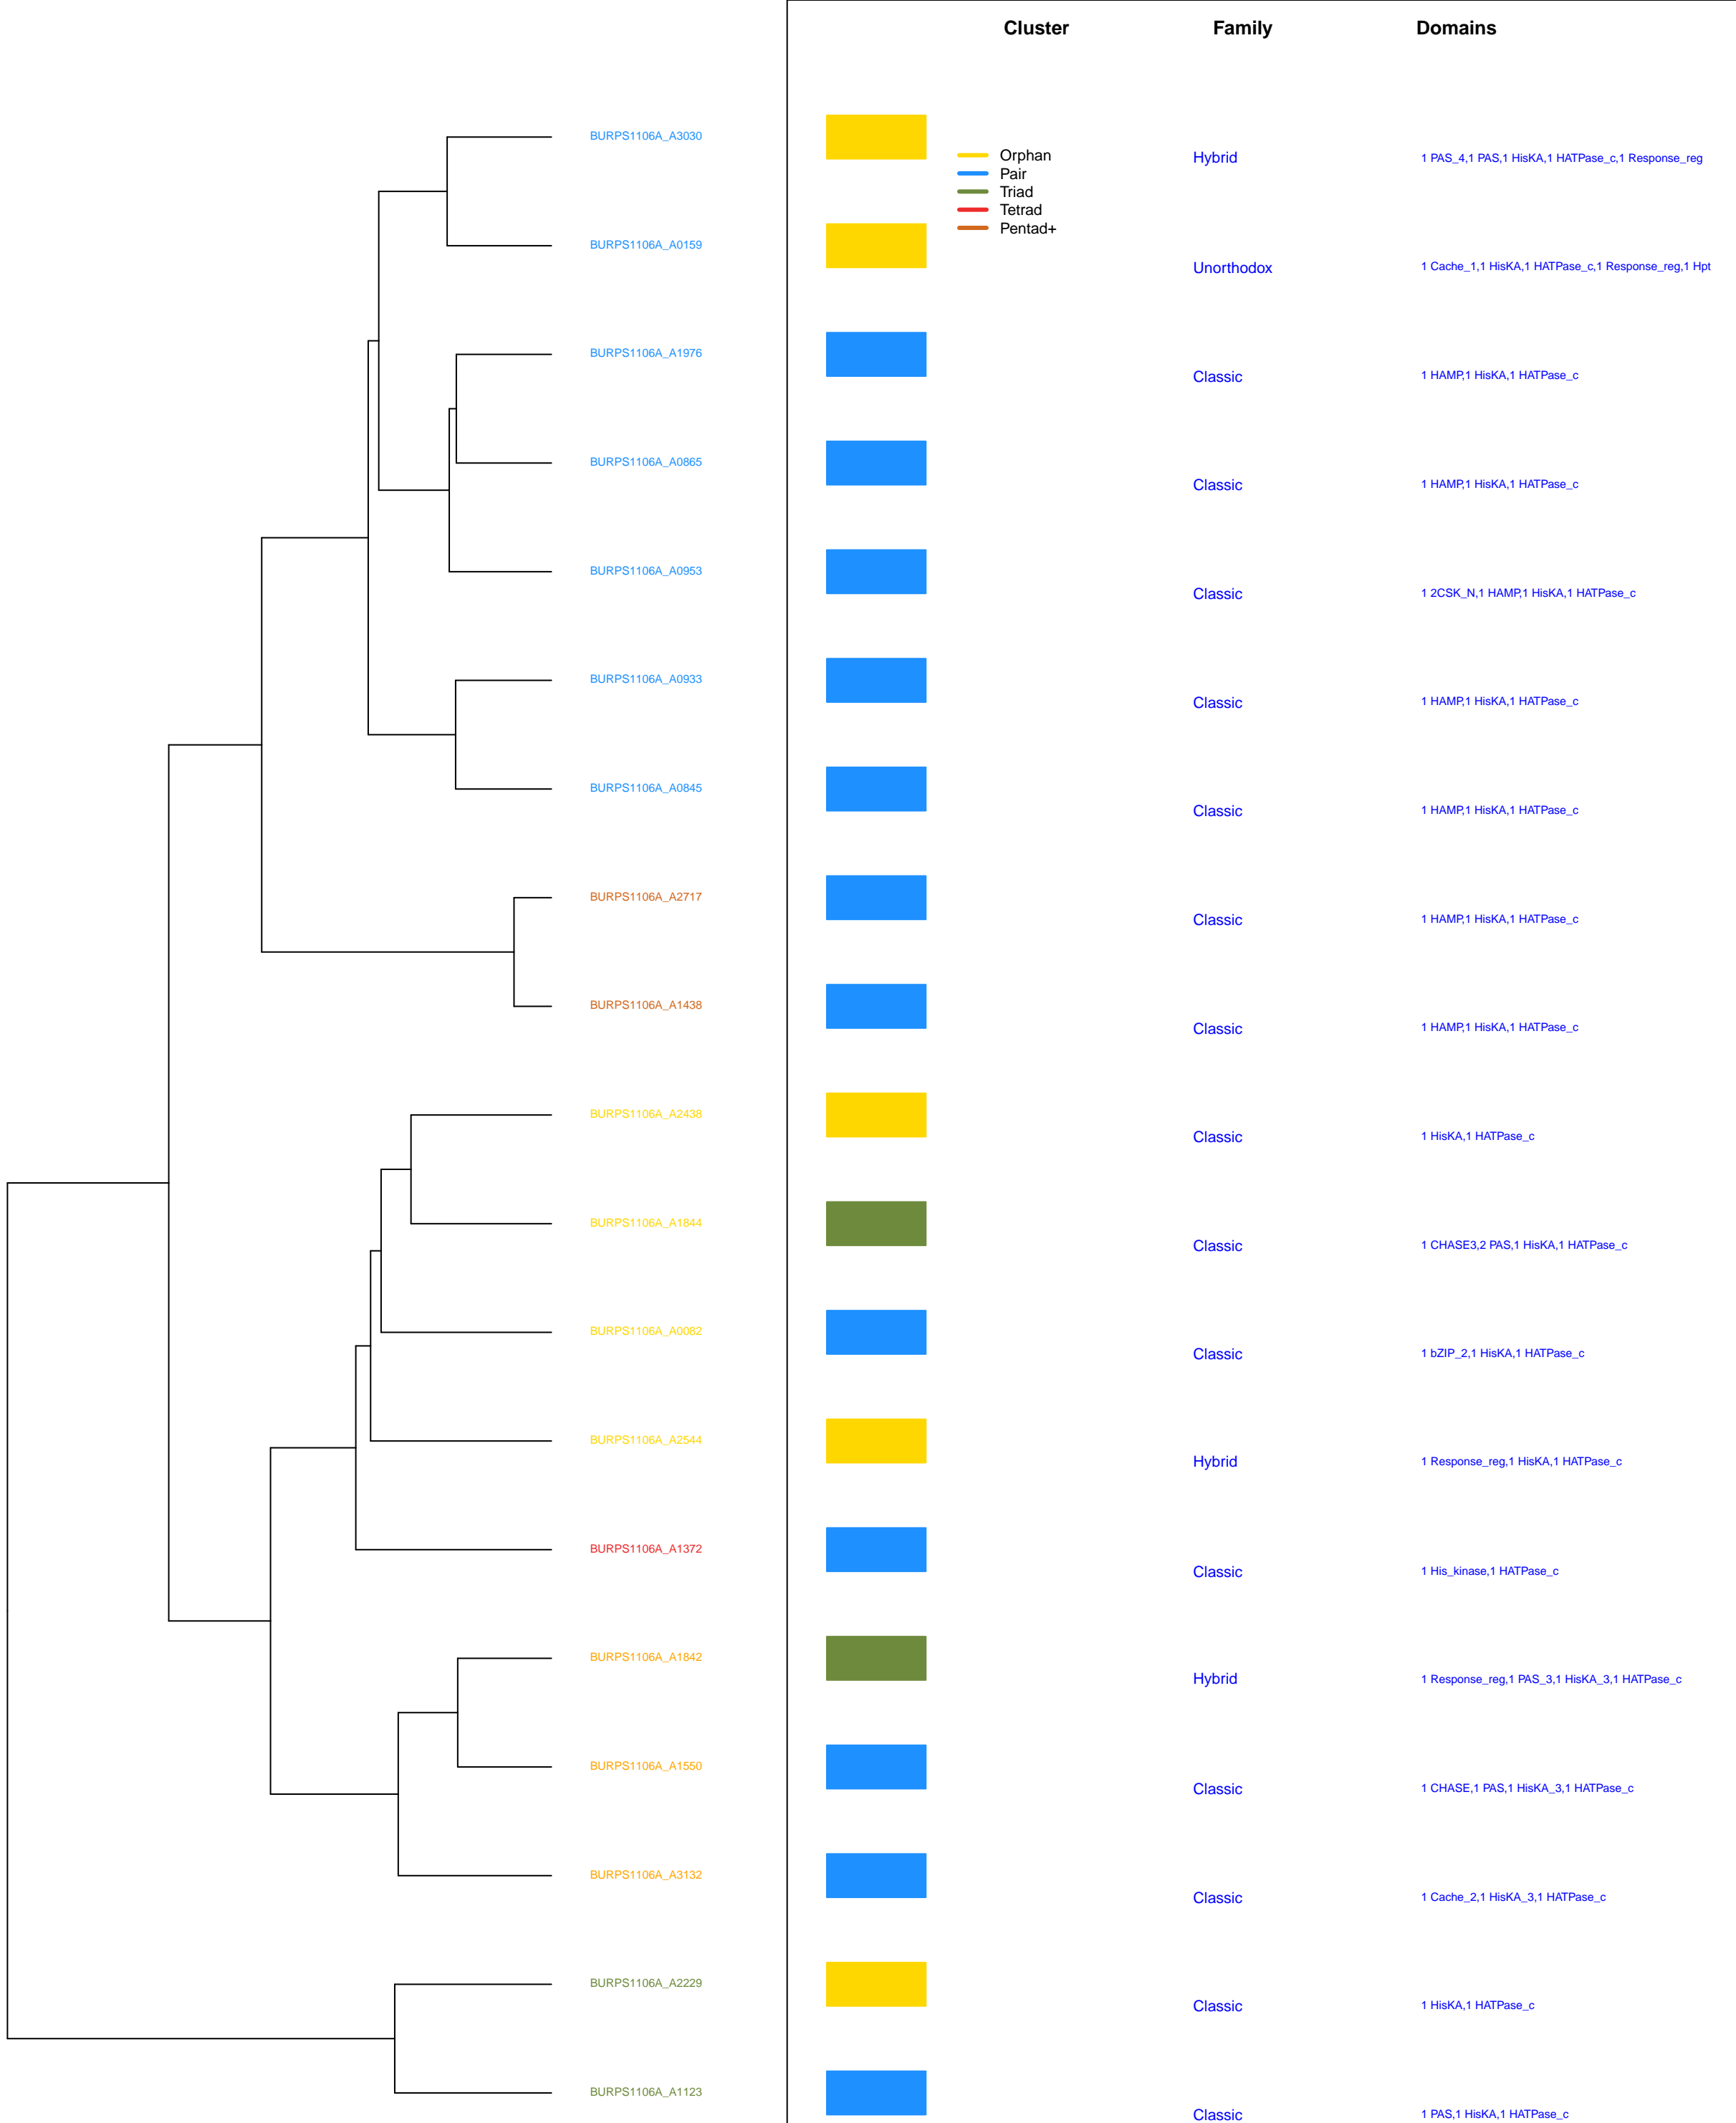 Cluster Family Domains
BURPS1106A_A3030
Orphan
Hybrid 1 PAS_4,1 PAS,1 HisKA,1 HATPase_c,1 Response_reg
Pair
Triad
Tetrad
Pentad+
BURPS1106A_A0159
Unorthodox 1 Cache_1,1 HisKA,1 HATPase_c,1 Response_reg,1 Hpt
BURPS1106A_A1976
Classic 1 HAMP,1 HisKA,1 HATPase_c
BURPS1106A_A0865
Classic 1 HAMP,1 HisKA,1 HATPase_c
BURPS1106A_A0953
Classic 1 2CSK_N,1 HAMP,1 HisKA,1 HATPase_c
BURPS1106A_A0933
Classic 1 HAMP,1 HisKA,1 HATPase_c
BURPS1106A_A0845
Classic 1 HAMP,1 HisKA,1 HATPase_c
BURPS1106A_A2717
Classic 1 HAMP,1 HisKA,1 HATPase_c
BURPS1106A_A1438
Classic 1 HAMP,1 HisKA,1 HATPase_c
BURPS1106A_A2438
Classic 1 HisKA,1 HATPase_c
BURPS1106A_A1844
Classic 1 CHASE3,2 PAS,1 HisKA,1 HATPase_c
BURPS1106A_A0082
Classic 1 bZIP_2,1 HisKA,1 HATPase_c
BURPS1106A_A2544
Hybrid 1 Response_reg,1 HisKA,1 HATPase_c
BURPS1106A_A1372
Classic 1 His_kinase,1 HATPase_c
BURPS1106A_A1842
Hybrid 1 Response_reg,1 PAS_3,1 HisKA_3,1 HATPase_c
BURPS1106A_A1550
Classic 1 CHASE,1 PAS,1 HisKA_3,1 HATPase_c
BURPS1106A_A3132
Classic 1 Cache_2,1 HisKA_3,1 HATPase_c
BURPS1106A_A2229
Classic 1 HisKA,1 HATPase_c
BURPS1106A_A1123
Classic 1 PAS,1 HisKA,1 HATPase_c